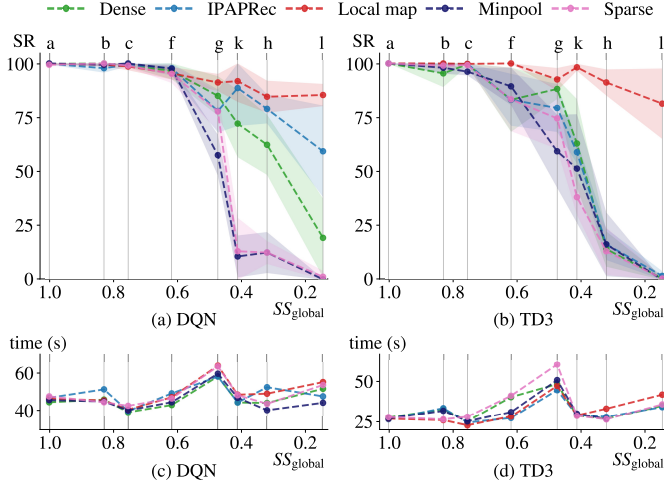 Dense IPAPRec Local map Minpool Sparse
SR a b c f g k h l
100
75
50
25
0
1.0 0.8 0.6 0.4 0.2
SSglobal
(a) DQN
SR a b c f g k h l
100
75
50
25
0
1.0 0.8 0.6 0.4 0.2
SSglobal
(b) TD3
time (s)
60
40
1.0 0.8 0.6 0.4 0.2
SSglobal
(c) DQN
time (s)
50
25
1.0 0.8 0.6 0.4 0.2
SSglobal
(d) TD3